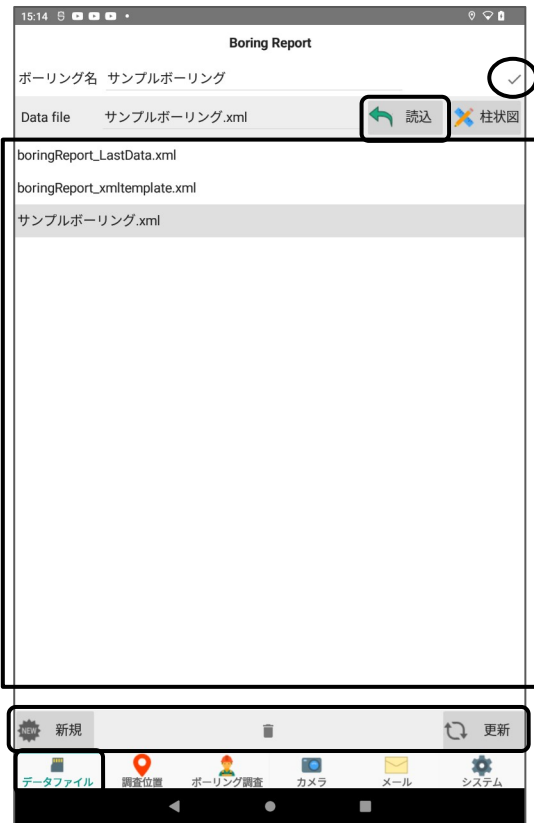 15:14
Boring Report
ボーリング名 サンプルボーリング
Data file サンプルボーリング.xml 読込 柱状図
boringReport_LastData.xml
boringReport_xmltemplate.xml
サンプルボーリング.xml
NEW 新規 更新
データファイル 調査位置 ボーリング調査 カメラ メール システム